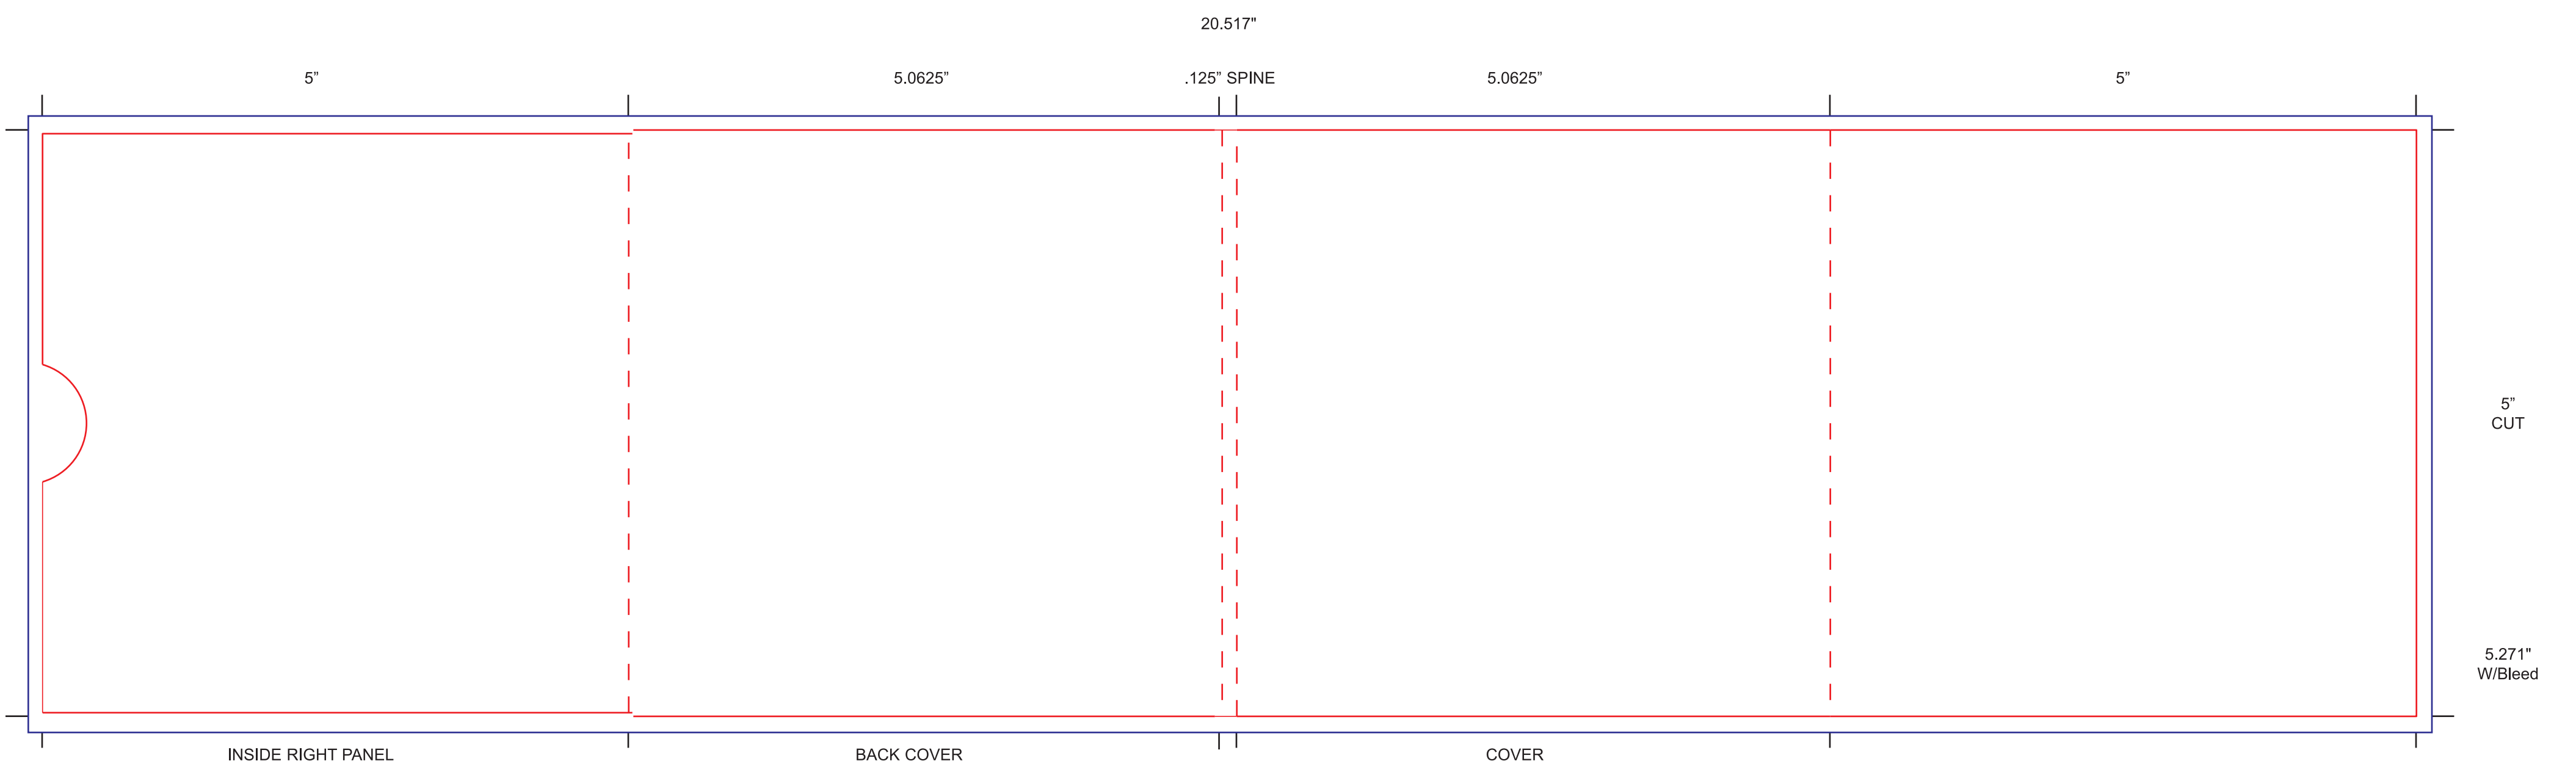 20.517"
5”
5.0625”
.125” SPINE
5.0625”
5”
5”
CUT
5.271"
W/Bleed
INSIDE RIGHT PANEL
BACK COVER
COVER